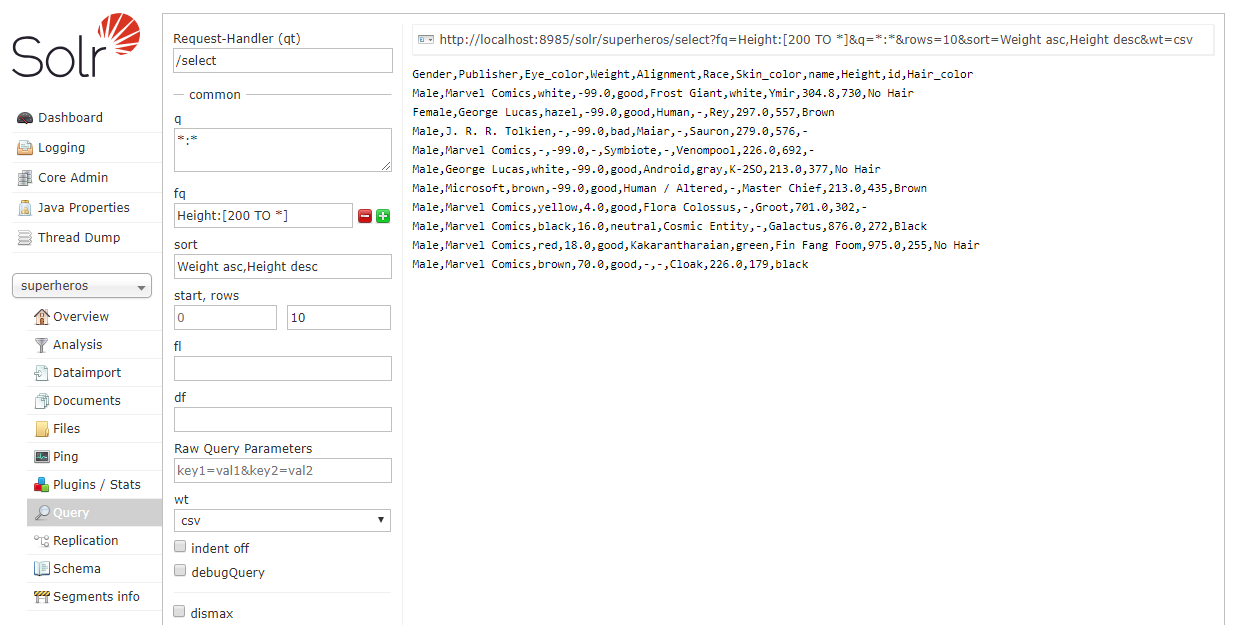 Solr
Dashboard
Logging
Core Admin
Java Properties
Thread Dump
superheros
Overview
Analysis
Dataimport
Documents
Files
Ping
Plugins / Stats
Query
Replication
Schema
Segments info
Request-Handler (qt)
/select
common
q
*:*
fq
Height:[200 TO *]
sort
Weight asc,Height desc
start, rows
0 10
fl
df
Raw Query Parameters
key1=val1&key2=val2
wt
csv
indent off
debugQuery
dismax
http://localhost:8985/solr/superheros/select?fq=Height:[200 TO *]&q=*:*&rows=10&sort=Weight asc,Height desc&wt=csv
Gender,Publisher,Eye_color,Weight,Alignment,Race,Skin_color,name,Height,id,Hair_color
Male,Marvel Comics,white,-99.0,good,Frost Giant,white,Ymir,304.8,730,No Hair
Female,George Lucas,hazel,-99.0,good,Human,-,Rey,297.0,557,Brown
Male,J. R. R. Tolkien,-,-99.0,bad,Maiar,-,Sauron,279.0,576,-
Male,Marvel Comics,-,-99.0,-,Symbiote,-,Venompool,226.0,692,-
Male,George Lucas,white,-99.0,good,Android,gray,K-2SO,213.0,377,No Hair
Male,Microsoft,brown,-99.0,good,Human / Altered,-,Master Chief,213.0,435,Brown
Male,Marvel Comics,yellow,4.0,good,Flora Colossus,-,Groot,701.0,302,-
Male,Marvel Comics,black,16.0,neutral,Cosmic Entity,-,Galactus,876.0,272,Black
Male,Marvel Comics,red,18.0,good,Kakarantharaian,green,Fin Fang Foom,975.0,255,No Hair
Male,Marvel Comics,brown,70.0,good,-,-,Cloak,226.0,179,black